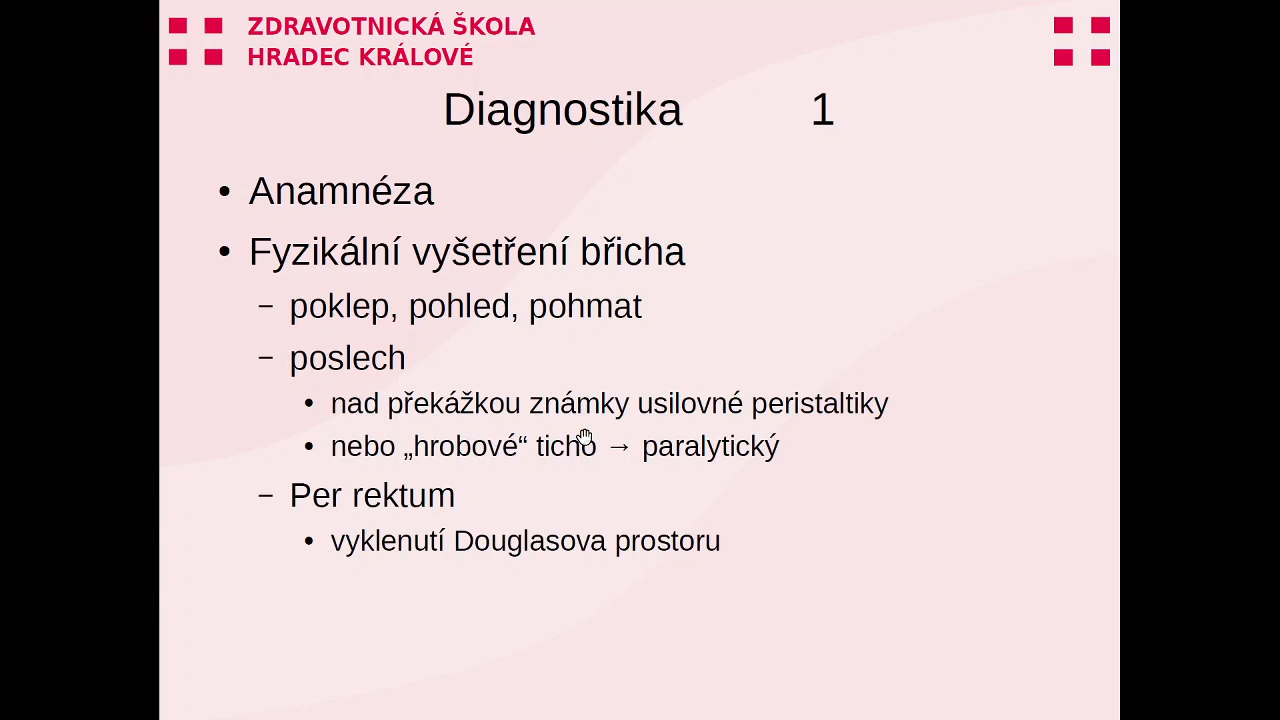 ZDRAVOTNICKÁ ŠKOLA
HRADEC KRÁLOVÉ
Diagnostika 1
• Anamnéza
• Fyzikální vyšetření břicha
– poklep, pohled, pohmat
– poslech
• nad překážkou známky usilovné peristaltiky
• nebo „hrobové“ ticho → paralytický
– Per rektum
• vyklenutí Douglasova prostoru